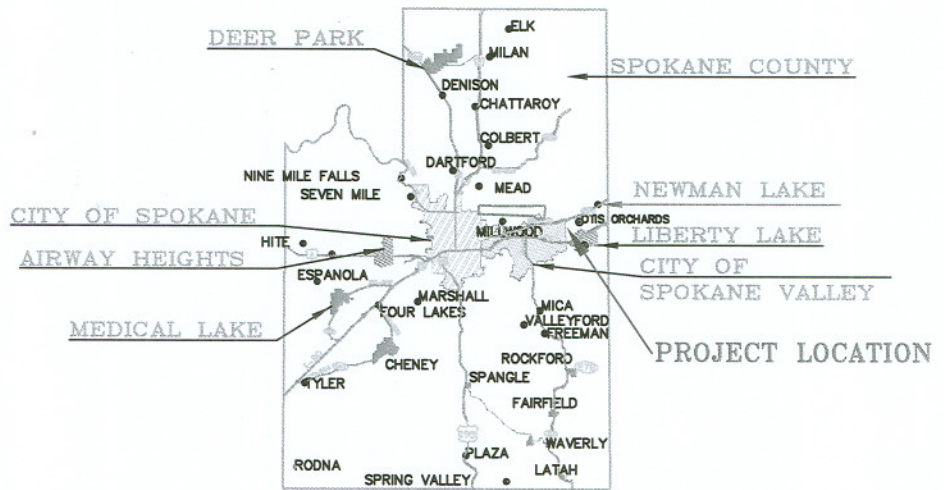 ELK
DEER PARK
MILAN
SPOKANE COUNTY
DENISON
CHATTAROY
COLBERT
DARTFORD
NINE MILE FALLS
MEAD
SEVEN MILE
NEWMAN LAKE
CITY OF SPOKANE
MILLWOOD
OTIS ORCHARDS
HITE
LIBERTY LAKE
AIRWAY HEIGHTS
ESPANOLA
CITY OF
SPOKANE VALLEY
MARSHALL
MICA
FOUR LAKES
MEDICAL LAKE
VALLEYFORD
FREEMAN
PROJECT LOCATION
CHENEY
ROCKFORD
TYLER
SPANGLE
FAIRFIELD
195
WAVERLY
PLAZA
RODNA
LATAH
SPRING VALLEY